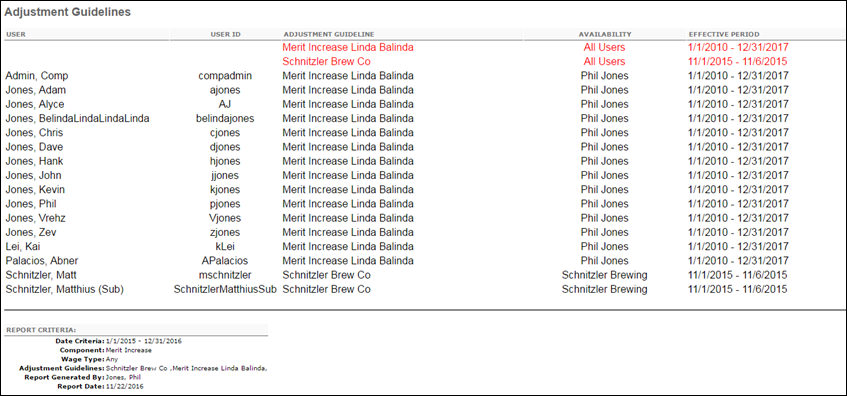 Adjustment Guidelines
USER USER ID ADJUSTMENT GUIDELINE AVAILABILITY EFFECTIVE PERIOD
Merit Increase Linda Balinda All Users 1/1/2010 - 12/31/2017
Schnitzler Brew Co All Users 11/1/2015 - 11/6/2015
Admin, Comp compadmin Merit Increase Linda Balinda Phil Jones 1/1/2010 - 12/31/2017
Jones, Adam ajones Merit Increase Linda Balinda Phil Jones 1/1/2010 - 12/31/2017
Jones, Alyce AJ Merit Increase Linda Balinda Phil Jones 1/1/2010 - 12/31/2017
Jones, BelindaLindaLindaLinda belindajones Merit Increase Linda Balinda Phil Jones 1/1/2010 - 12/31/2017
Jones, Chris cjones Merit Increase Linda Balinda Phil Jones 1/1/2010 - 12/31/2017
Jones, Dave djones Merit Increase Linda Balinda Phil Jones 1/1/2010 - 12/31/2017
Jones, Hank hjones Merit Increase Linda Balinda Phil Jones 1/1/2010 - 12/31/2017
Jones, John jjones Merit Increase Linda Balinda Phil Jones 1/1/2010 - 12/31/2017
Jones, Kevin kjones Merit Increase Linda Balinda Phil Jones 1/1/2010 - 12/31/2017
Jones, Phil pjones Merit Increase Linda Balinda Phil Jones 1/1/2010 - 12/31/2017
Jones, Vrehz Vjones Merit Increase Linda Balinda Phil Jones 1/1/2010 - 12/31/2017
Jones, Zev zjones Merit Increase Linda Balinda Phil Jones 1/1/2010 - 12/31/2017
Lei, Kai kLei Merit Increase Linda Balinda Phil Jones 1/1/2010 - 12/31/2017
Palacios, Abner APalacios Merit Increase Linda Balinda Phil Jones 1/1/2010 - 12/31/2017
Schnitzler, Matt mschnitzler Schnitzler Brew Co Schnitzler Brewing 11/1/2015 - 11/6/2015
Schnitzler, Matthius (Sub) SchnitzlerMatthiusSub Schnitzler Brew Co Schnitzler Brewing 11/1/2015 - 11/6/2015
REPORT CRITERIA:
Date Criteria: 1/1/2015 - 12/31/2016
Component: Merit Increase
Wage Type: Any
Adjustment Guidelines: Schnitzler Brew Co ,Merit Increase Linda Balinda,
Report Generated By: Jones, Phil
Report Date: 11/22/2016